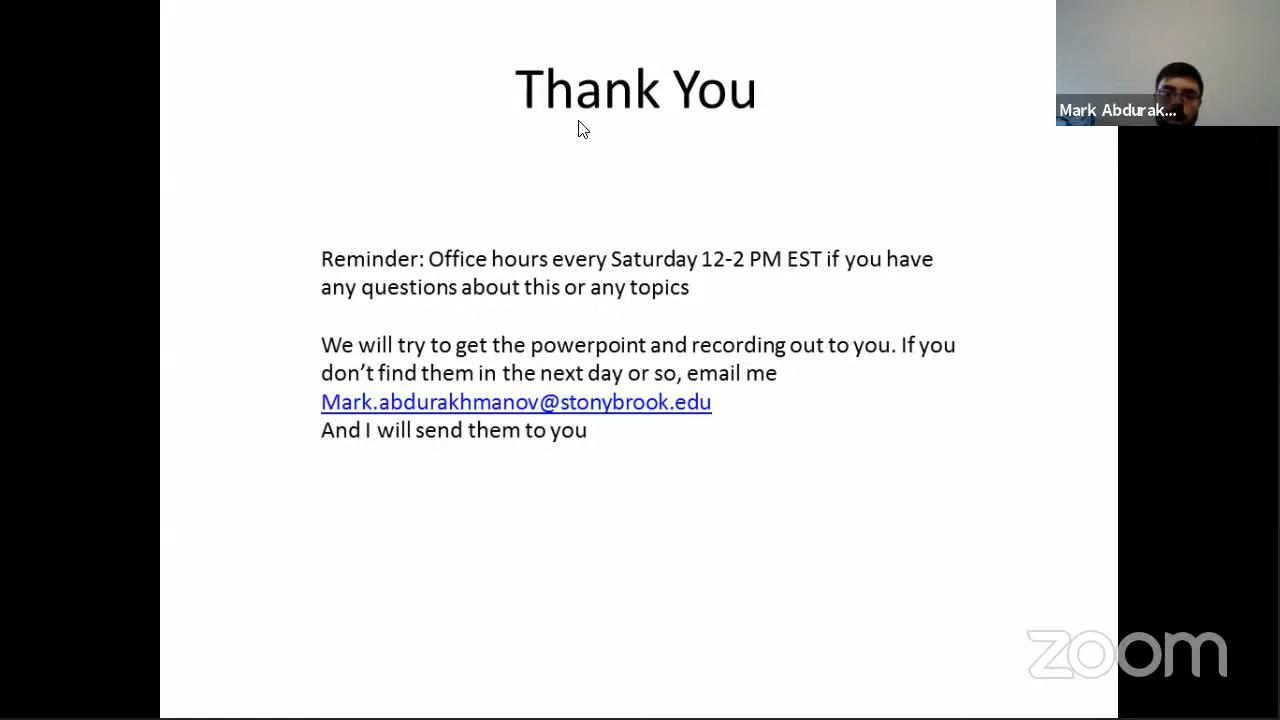 Thank You
Mark Abdurak...
Reminder: Office hours every Saturday 12-2 PM EST if you have
any questions about this or any topics
We will try to get the powerpoint and recording out to you. If you
don’t find them in the next day or so, email me
Mark.abdurakhmanov@stonybrook.edu
And I will send them to you
zoom